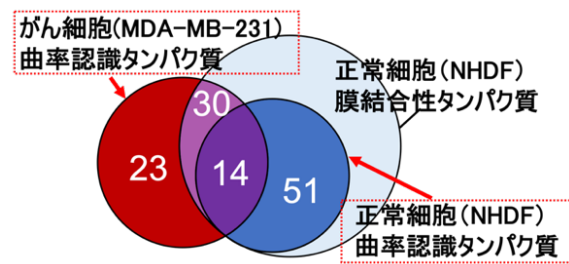 がん細胞(MDA-MB-231)
曲率認識タンパク質
正常細胞(NHDF)
膜結合性タンパク質
30
23
14
51
正常細胞(NHDF)
曲率認識タンパク質